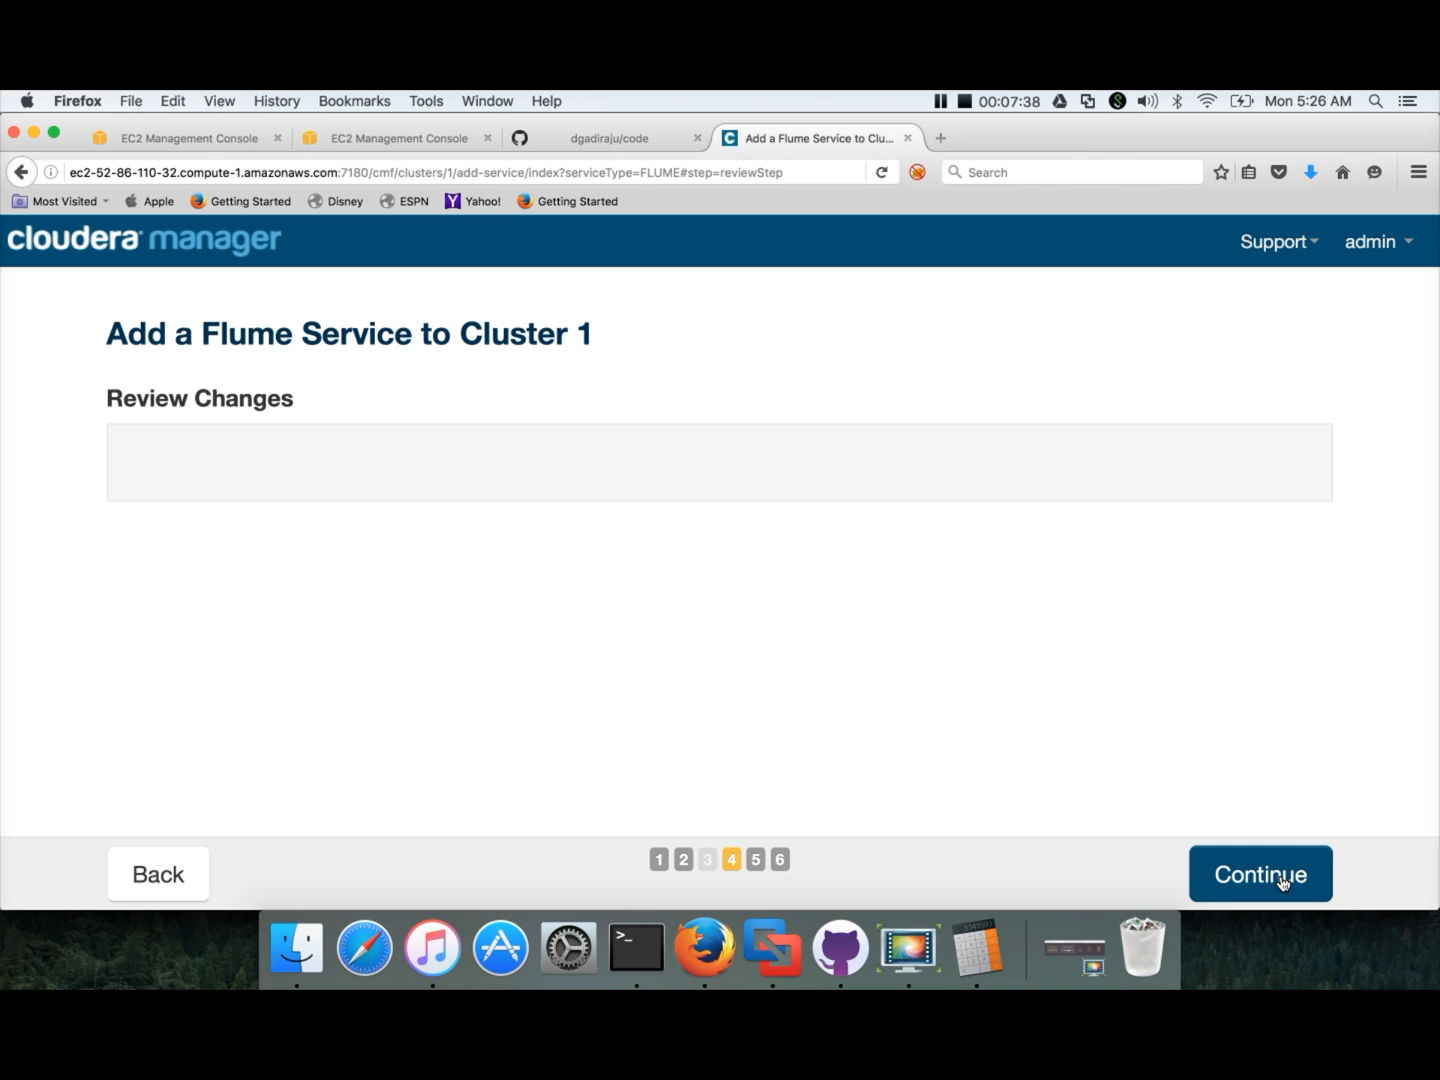 Firefox File Edit View History Bookmarks Tools Window Help 00:07:38 Mon 5:26 AM
EC2 Management Console EC2 Management Console dgadiraju/code Add a Flume Service to Clu...
ec2-52-86-110-32.compute-1.amazonaws.com:7180/cmf/clusters/1/add-service/index?serviceType=FLUME#step=reviewStep Search
Most Visited Apple Getting Started Disney ESPN Yahoo! Getting Started
cloudera manager Support admin
Add a Flume Service to Cluster 1
Review Changes
Back 1 2 3 4 5 6 Continue